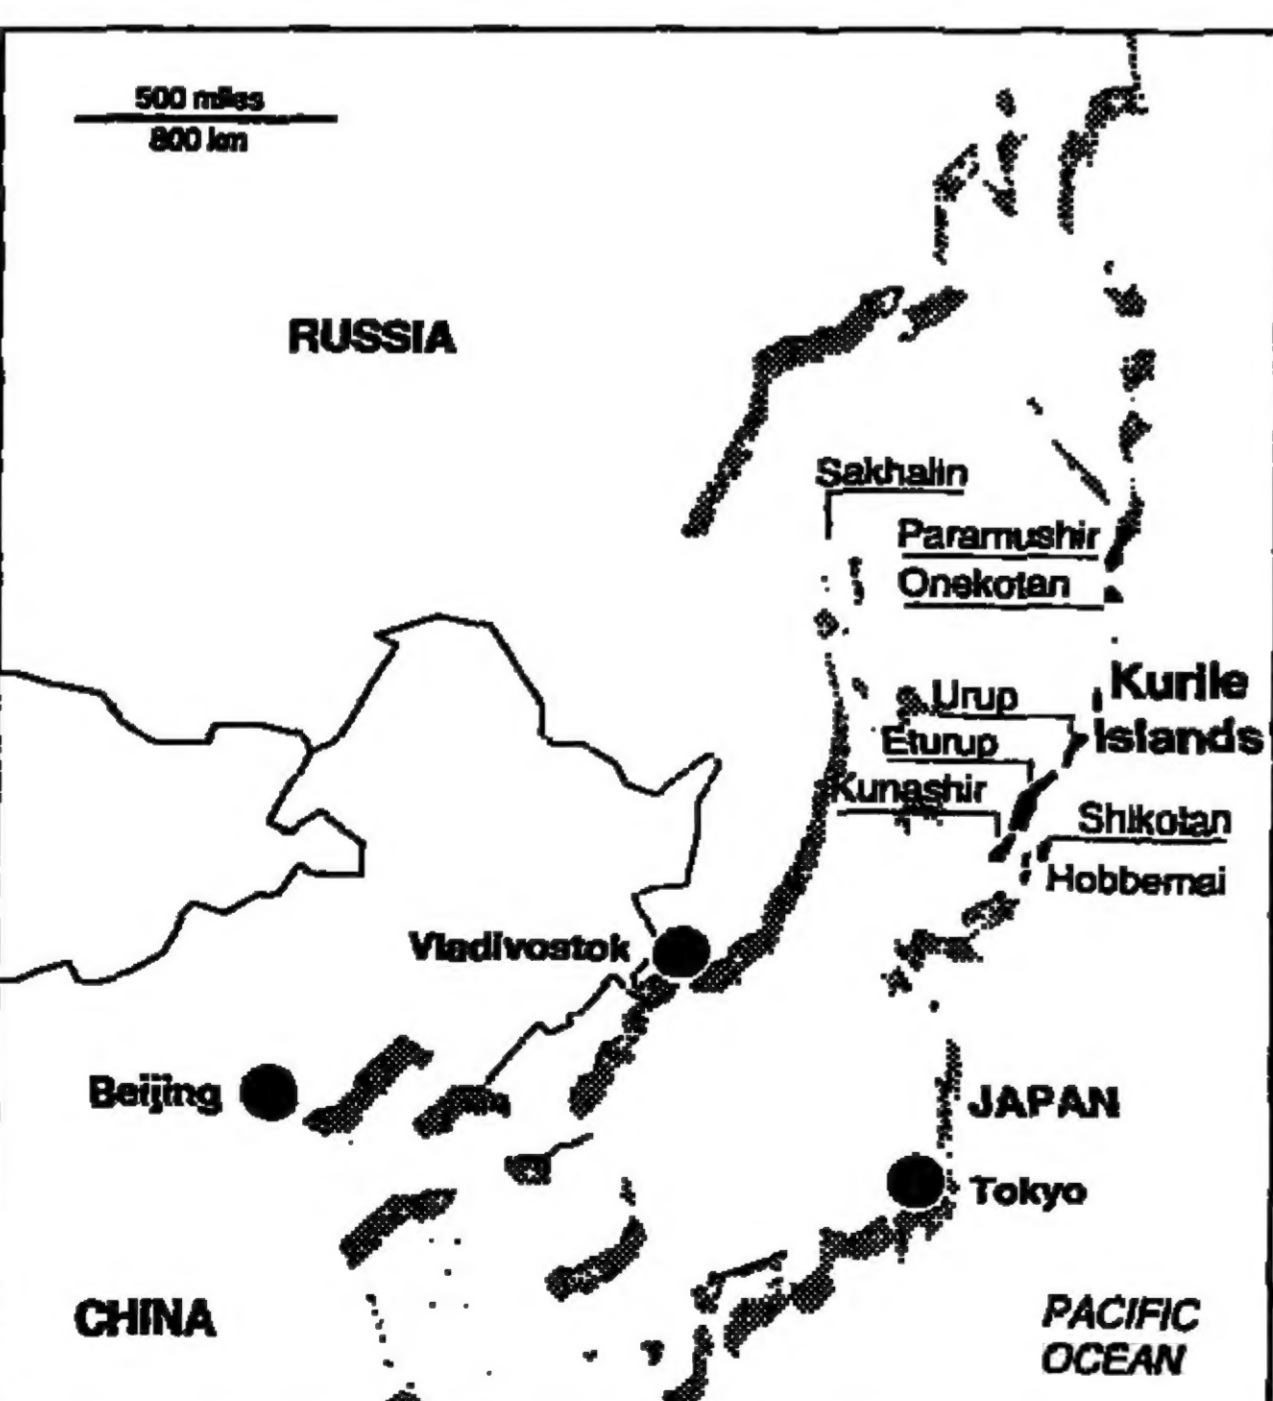 500 miles
800 km
RUSSIA
Sakhalin
Paramushir
Onekotan
Kurile
Islands
Urup
Eturup
Kunashir
Shikotan
Hobbemai
Vladivostok
Beijing
JAPAN
Tokyo
CHINA
PACIFIC
OCEAN